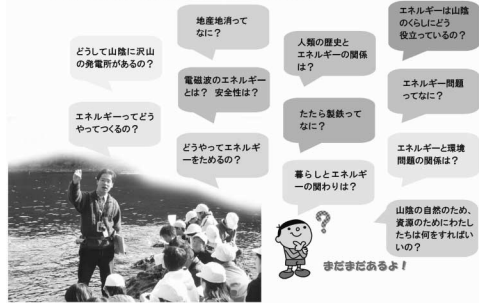 どうして山陰に沢山
の発電所があるの？
エネルギーってどう
やってつくるの？
地産地消って
なに？
電磁波のエネルギー
とは？ 安全性は？
どうやってエネルギ
ーをためるの？
人類の歴史と
エネルギーの関係
は？
たたら製鉄って
なに？
暮らしとエネルギ
ーの関わりは？
エネルギーは山陰
のくらしにどう
役立っているの？
エネルギー問題
ってなに？
エネルギーと環境
問題の関係は？
山陰の自然のため、
資源のためにわたし
たちは何をすればい
いの？
?
まだまだあるよ！